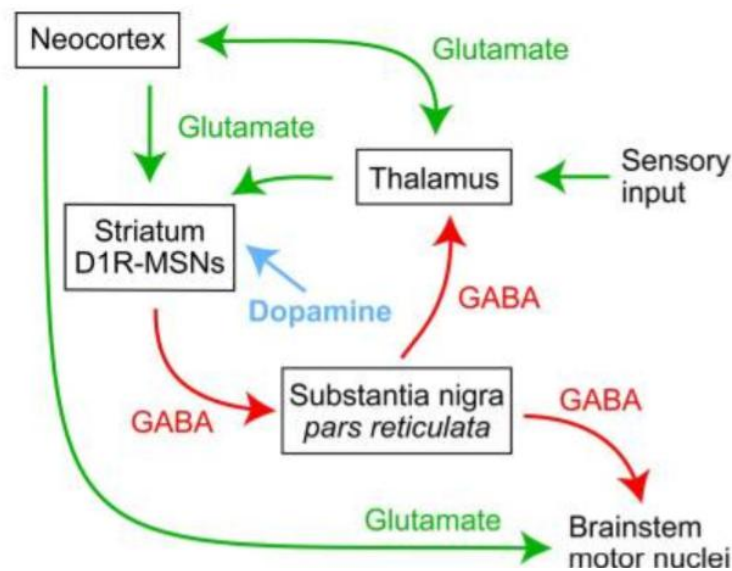 Neocortex
Glutamate
Glutamate
Thalamus
Sensory
input
Striatum
D1R-MSNs
Dopamine
GABA
GABA
Substantia nigra
pars reticulata
GABA
Glutamate
Brainstem
motor nuclei